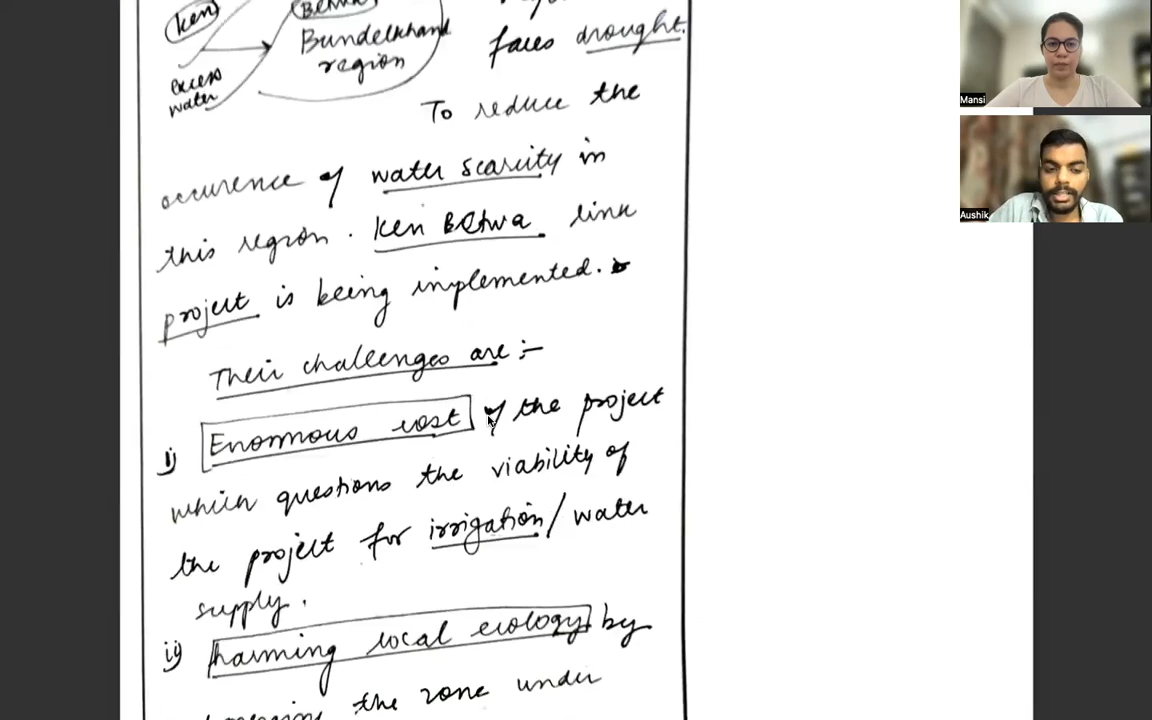 Ken
Betwa
Bundelkhand
region
excess
water
faces drought.
To reduce the
occurence of water scarcity in
this region. Ken Betwa link
project is being implemented.
Their challenges are :-
i) Enormous cost of the project
which questions the viability of
the project for irrigation/water
supply.
ii) harming local ecology by
the zone under
Mansi
Aushik